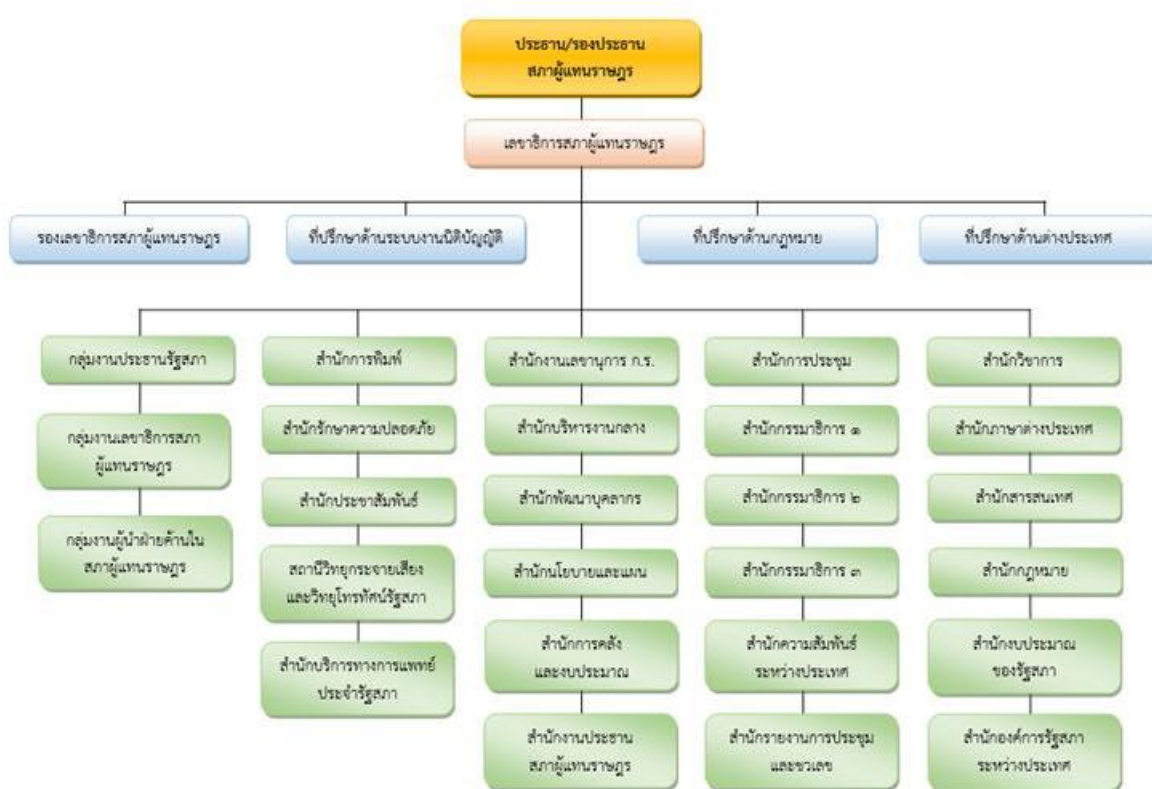 ประธาน/รองประธาน
สภาผู้แทนราษฎร
เลขาธิการสภาผู้แทนราษฎร
รองเลขาธิการสภาผู้แทนราษฎร
ที่ปรึกษาด้านระบบงานนิติบัญญัติ
ที่ปรึกษาด้านกฎหมาย
ที่ปรึกษาด้านต่างประเทศ
กลุ่มงานประธานรัฐสภา
กลุ่มงานเลขาธิการสภา
ผู้แทนราษฎร
กลุ่มงานผู้นำฝ่ายค้านใน
สภาผู้แทนราษฎร
สำนักการพิมพ์
สำนักรักษาความปลอดภัย
สำนักประชาสัมพันธ์
สถานีวิทยุกระจายเสียง
และวิทยุโทรทัศน์รัฐสภา
สำนักบริการทางการแพทย์
ประจำรัฐสภา
สำนักงานเลขานุการ ก.ร.
สำนักบริหารงานกลาง
สำนักพัฒนาบุคลากร
สำนักนโยบายและแผน
สำนักการคลัง
และงบประมาณ
สำนักงานประธาน
สภาผู้แทนราษฎร
สำนักการประชุม
สำนักกรรมาธิการ ๑
สำนักกรรมาธิการ ๒
สำนักกรรมาธิการ ๓
สำนักความสัมพันธ์
ระหว่างประเทศ
สำนักรายงานการประชุม
และชวเลข
สำนักวิชาการ
สำนักภาษาต่างประเทศ
สำนักสารสนเทศ
สำนักกฎหมาย
สำนักงบประมาณ
ของรัฐสภา
สำนักองค์การรัฐสภา
ระหว่างประเทศ